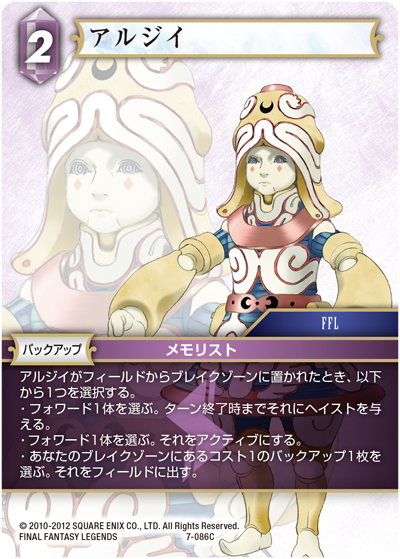 2
アルジイ
FFL
バックアップ
メモリスト
アルジイがフィールドからブレイクゾーンに置かれたとき、以下
から1つを選択する。
・フォワード1体を選ぶ。ターン終了時までそれにヘイストを与
える。
・フォワード1体を選ぶ。それをアクティブにする。
・あなたのブレイクゾーンにあるコスト1のバックアップ1枚を
選ぶ。それをフィールドに出す。
© 2010-2012 SQUARE ENIX CO., LTD. All Rights Reserved.
FINAL FANTASY LEGENDS
7-086C